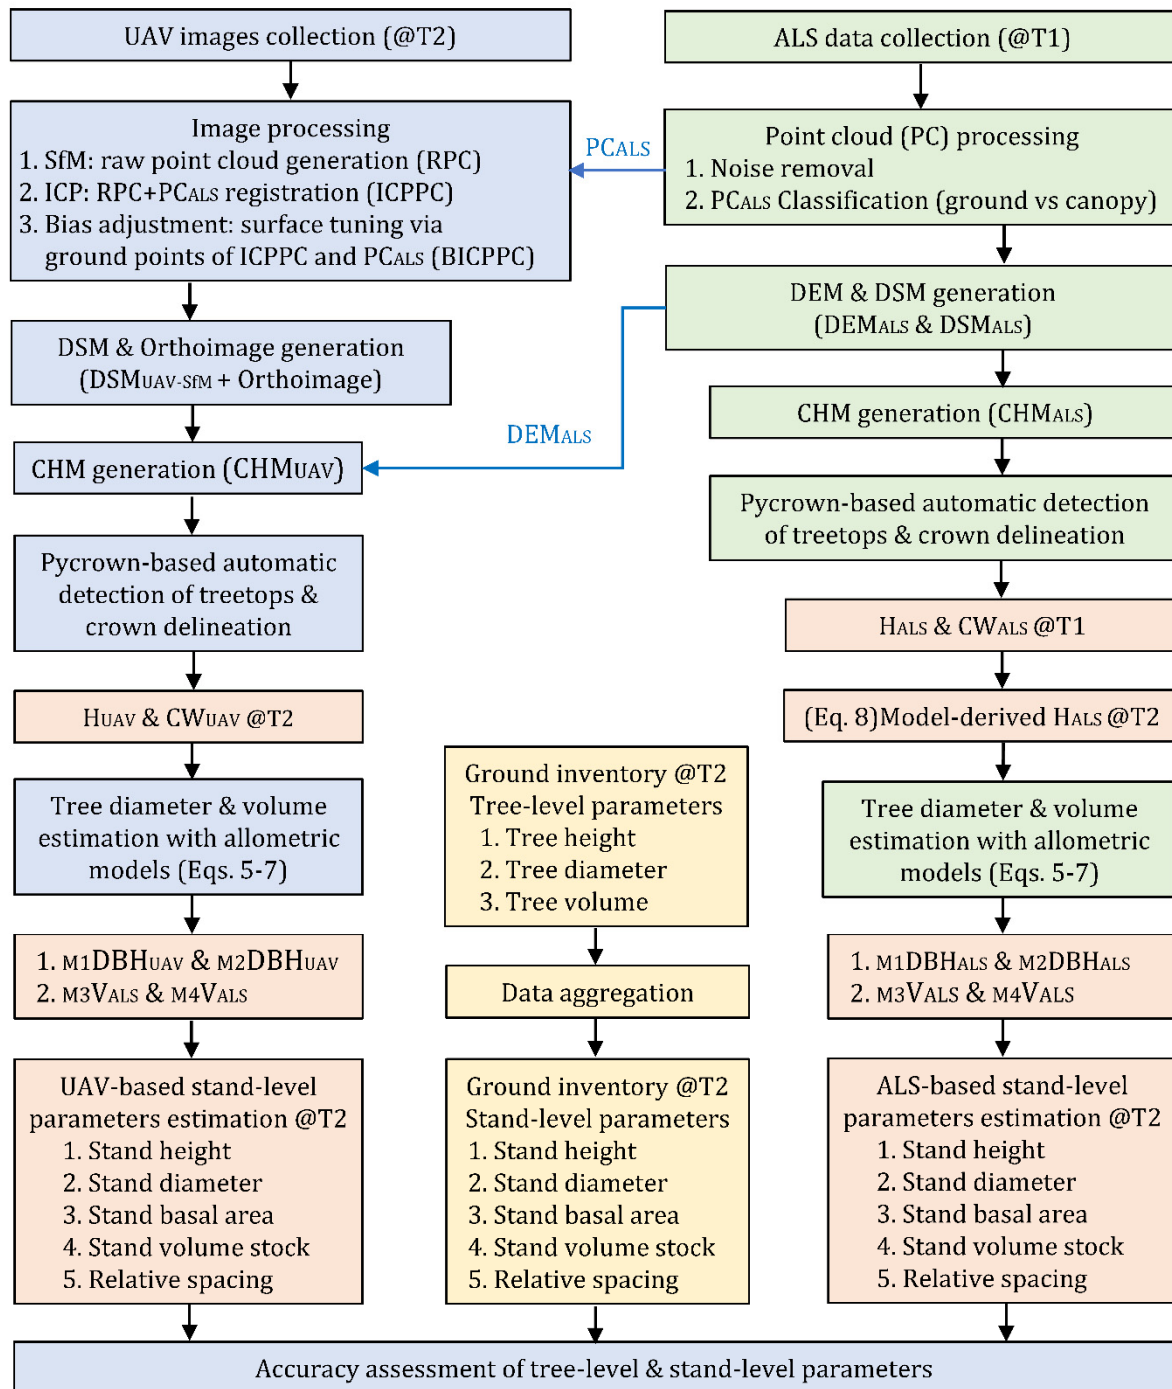 UAV images collection (@T2)
Image processing
1. SfM: raw point cloud generation (RPC)
2. ICP: RPC+PCALS registration (ICPPC)
3. Bias adjustment: surface tuning via
ground points of ICPPC and PCALS (BICPPC)
DSM & Orthoimage generation
(DSMUAV-SfM + Orthoimage)
CHM generation (CHMUAV)
Pycrown-based automatic
detection of treetops &
crown delineation
HUAV & CWUAV @T2
Tree diameter & volume
estimation with allometric
models (Eqs. 5-7)
1. M1DBHUAV & M2DBHUAV
2. M3VALS & M4VALS
UAV-based stand-level
parameters estimation @T2
1. Stand height
2. Stand diameter
3. Stand basal area
4. Stand volume stock
5. Relative spacing
PCALS
DEMALS
Ground inventory @T2
Tree-level parameters
1. Tree height
2. Tree diameter
3. Tree volume
Data aggregation
Ground inventory @T2
Stand-level parameters
1. Stand height
2. Stand diameter
3. Stand basal area
4. Stand volume stock
5. Relative spacing
ALS data collection (@T1)
Point cloud (PC) processing
1. Noise removal
2. PCALS Classification (ground vs canopy)
DEM & DSM generation
(DEMALS & DSMALS)
CHM generation (CHMALS)
Pycrown-based automatic detection
of treetops & crown delineation
HALS & CWALS @T1
(Eq. 8)Model-derived HALS @T2
Tree diameter & volume
estimation with allometric
models (Eqs. 5-7)
1. M1DBHALS & M2DBHALS
2. M3VALS & M4VALS
ALS-based stand-level
parameters estimation @T2
1. Stand height
2. Stand diameter
3. Stand basal area
4. Stand volume stock
5. Relative spacing
Accuracy assessment of tree-level & stand-level parameters